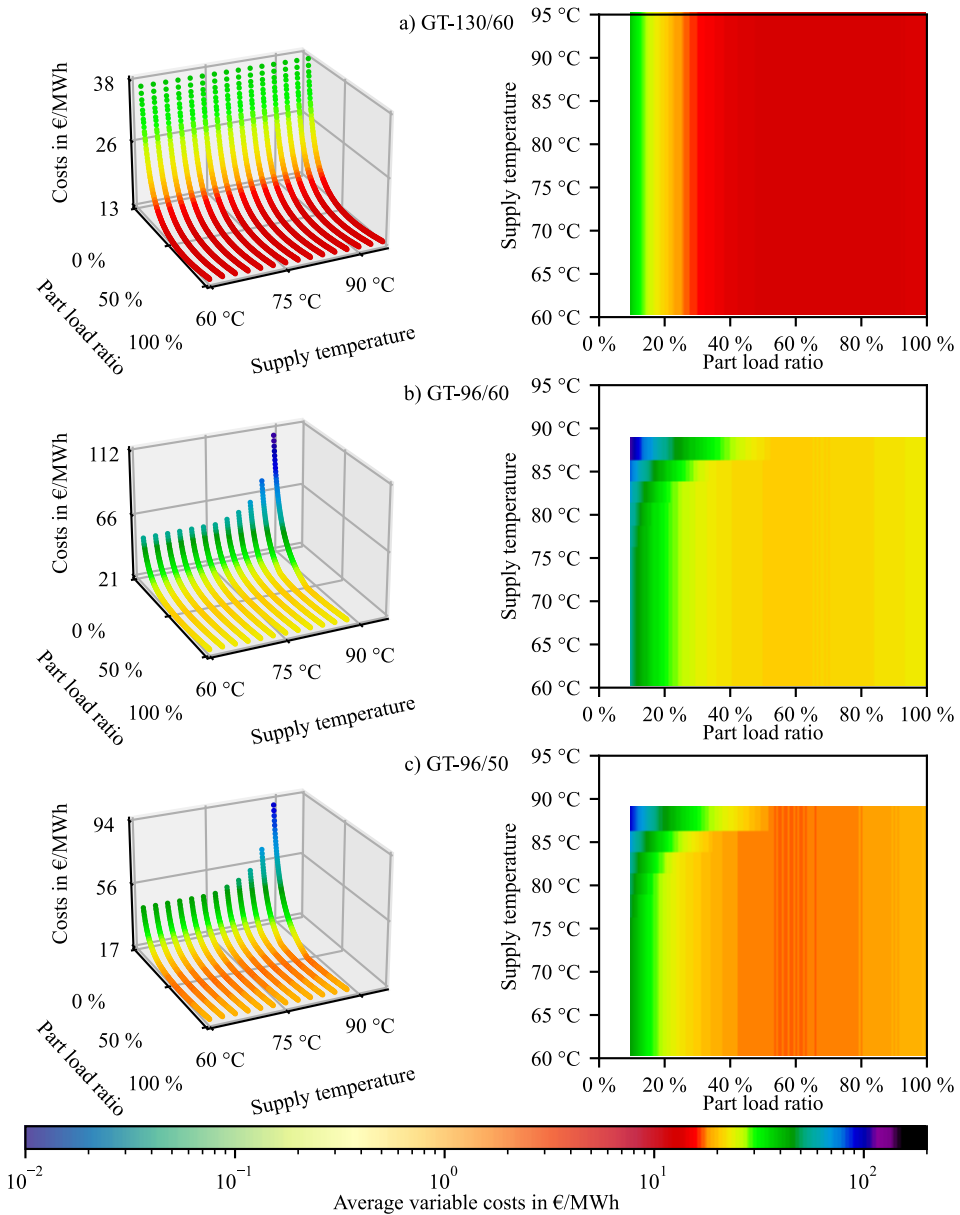 a) GT-130/60
Costs in €/MWh
38
26
13
0 %
50 %
100 %
Part load ratio
60 °C
75 °C
90 °C
Supply temperature
Supply temperature
95 °C
90 °C
85 °C
80 °C
75 °C
70 °C
65 °C
60 °C
0 % 20 % 40 % 60 % 80 % 100 %
Part load ratio
b) GT-96/60
Costs in €/MWh
112
66
21
0 %
50 %
100 %
Part load ratio
60 °C
75 °C
90 °C
Supply temperature
Supply temperature
95 °C
90 °C
85 °C
80 °C
75 °C
70 °C
65 °C
60 °C
0 % 20 % 40 % 60 % 80 % 100 %
Part load ratio
c) GT-96/50
Costs in €/MWh
94
56
17
0 %
50 %
100 %
Part load ratio
60 °C
75 °C
90 °C
Supply temperature
Supply temperature
95 °C
90 °C
85 °C
80 °C
75 °C
70 °C
65 °C
60 °C
0 % 20 % 40 % 60 % 80 % 100 %
Part load ratio
10⁻² 10⁻¹ 10⁰ 10¹ 10²
Average variable costs in €/MWh